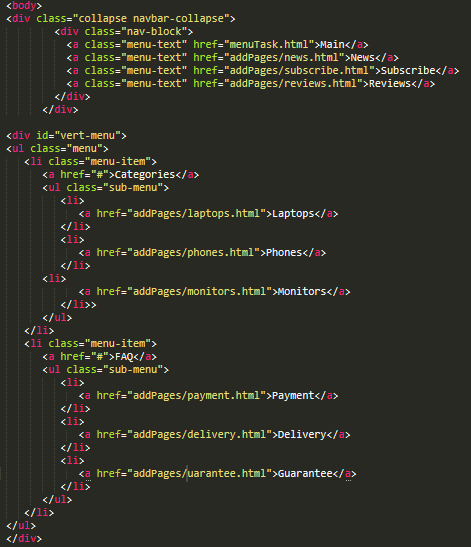 <body>
<div class="collapse navbar-collapse">
<div class="nav-block">
<a class="menu-text" href="menuTask.html">Main</a>
<a class="menu-text" href="addPages/news.html">News</a>
<a class="menu-text" href="addPages/subscribe.html">Subscribe</a>
<a class="menu-text" href="addPages/reviews.html">Reviews</a>
</div>
</div>
<div id="vert-menu">
<ul class="menu">
<li class="menu-item">
<a href="#">Categories</a>
<ul class="sub-menu">
<li>
<a href="addPages/laptops.html">Laptops</a>
</li>
<li>
<a href="addPages/phones.html">Phones</a>
</li>
<li>
<a href="addPages/monitors.html">Monitors</a>
</li>>
</ul>
</li>
<li class="menu-item">
<a href="#">FAQ</a>
<ul class="sub-menu">
<li>
<a href="addPages/payment.html">Payment</a>
</li>
<li>
<a href="addPages/delivery.html">Delivery</a>
</li>
<li>
<a href="addPages/uarantee.html">Guarantee</a>
</li>
</ul>
</li>
</ul>
</div>